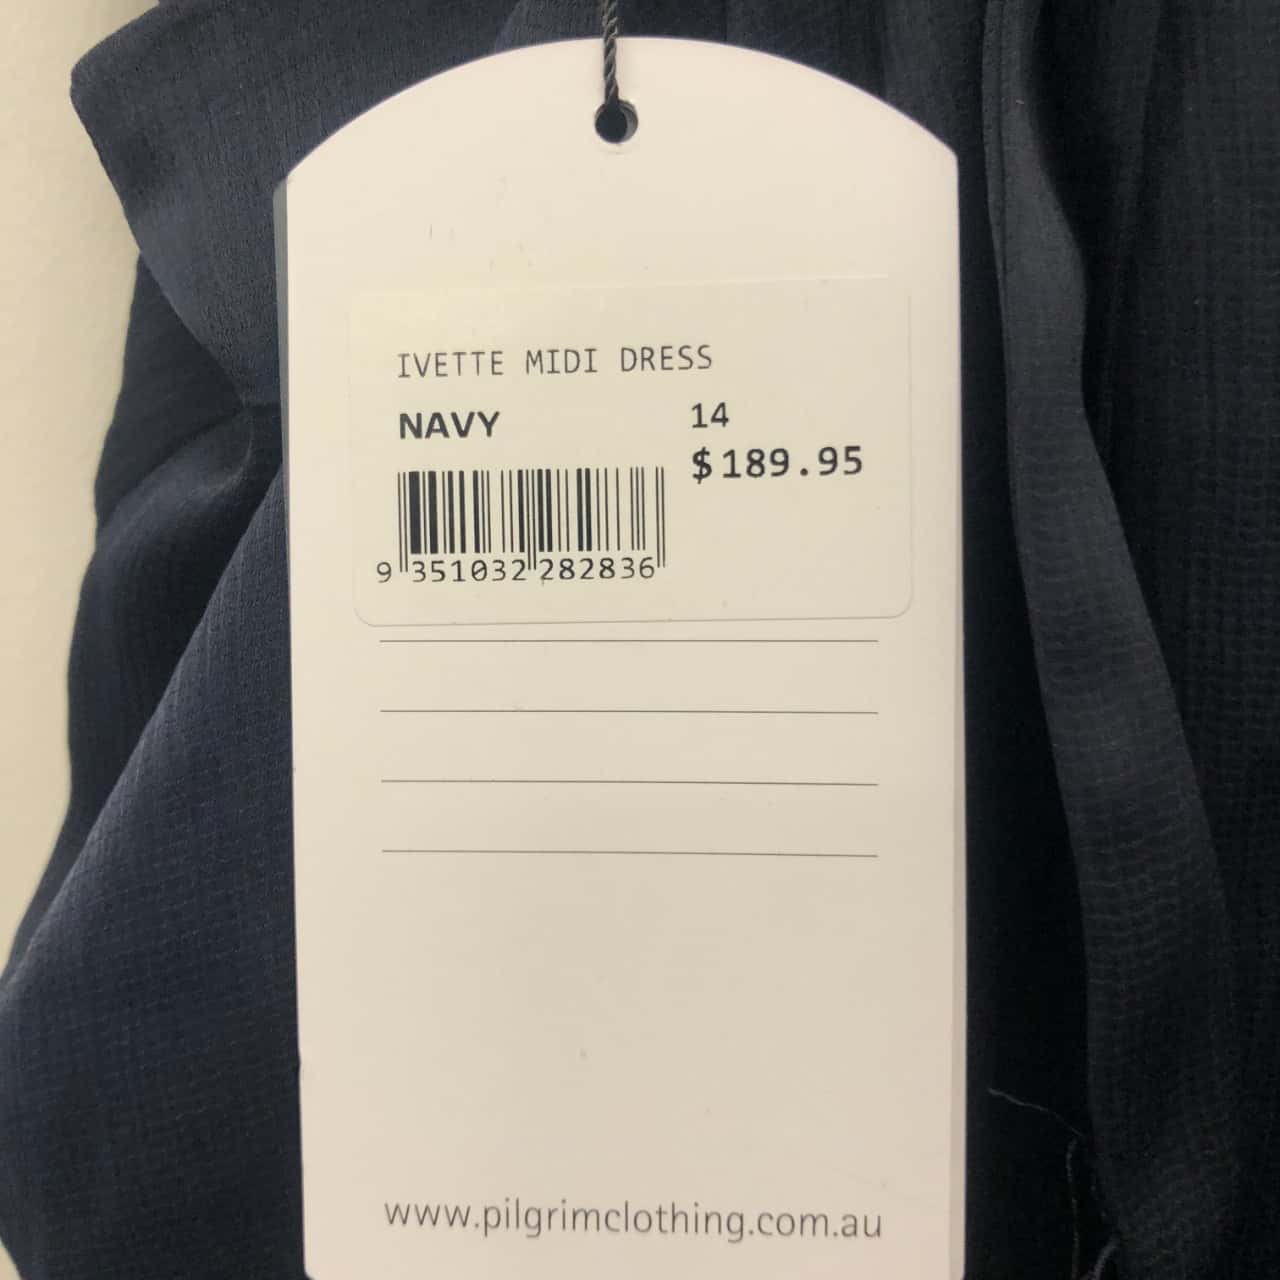 IVETTE MIDI DRESS
NAVY 14
$189.95
9 351032 282836
www.pilgrimclothing.com.au